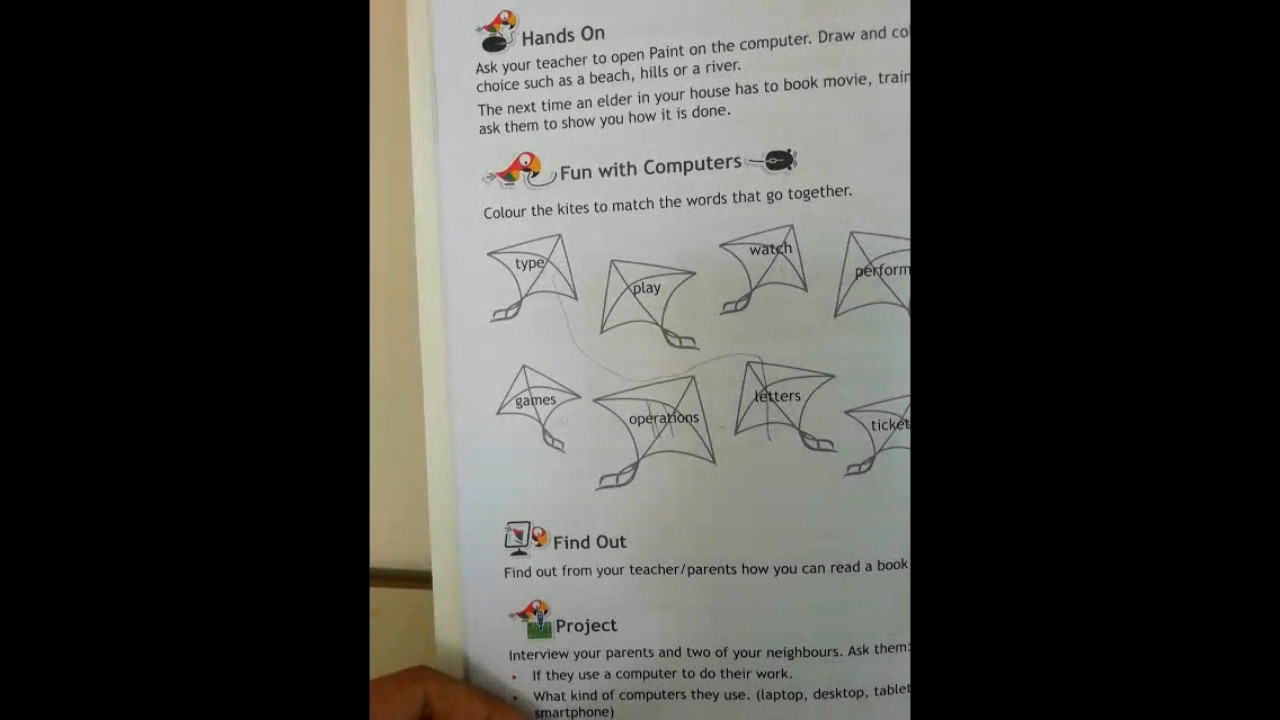 Hands On
Ask your teacher to open Paint on the computer. Draw and co
choice such as a beach, hills or a river.
The next time an elder in your house has to book movie, train
ask them to show you how it is done.
Fun with Computers
Colour the kites to match the words that go together.
type play watch perform
games operations letters ticket
Find Out
Find out from your teacher/parents how you can read a book
Project
Interview your parents and two of your neighbours. Ask them:
• If they use a computer to do their work.
• What kind of computers they use. (laptop, desktop, tablet
smartphone)